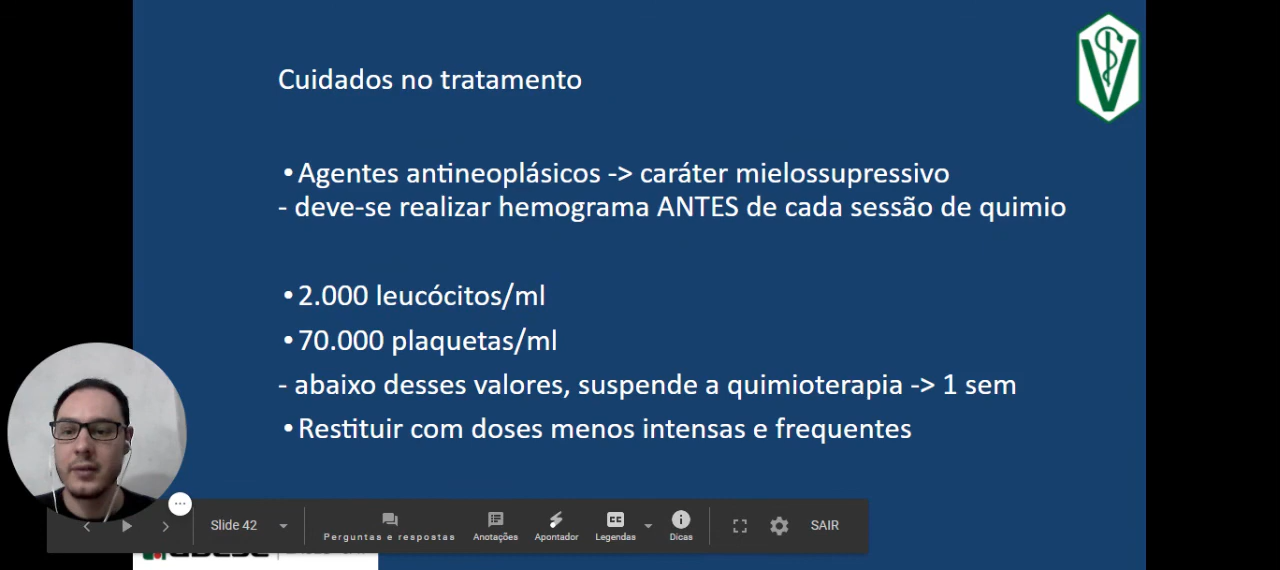 Cuidados no tratamento
•Agentes antineoplásicos -> caráter mielossupressivo
- deve-se realizar hemograma ANTES de cada sessão de quimio
•2.000 leucócitos/ml
•70.000 plaquetas/ml
- abaixo desses valores, suspende a quimioterapia -> 1 sem
•Restituir com doses menos intensas e frequentes
Slide 42
Perguntas e respostas
Anotações
Apontador
CC
Legendas
Dicas
SAIR